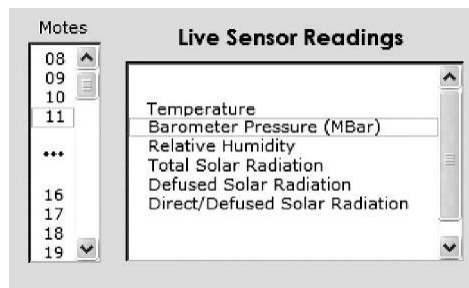 Motes
08
09
10
11
...
16
17
18
19
Live Sensor Readings
Temperature
Barometer Pressure (MBar)
Relative Humidity
Total Solar Radiation
Defused Solar Radiation
Direct/Defused Solar Radiation